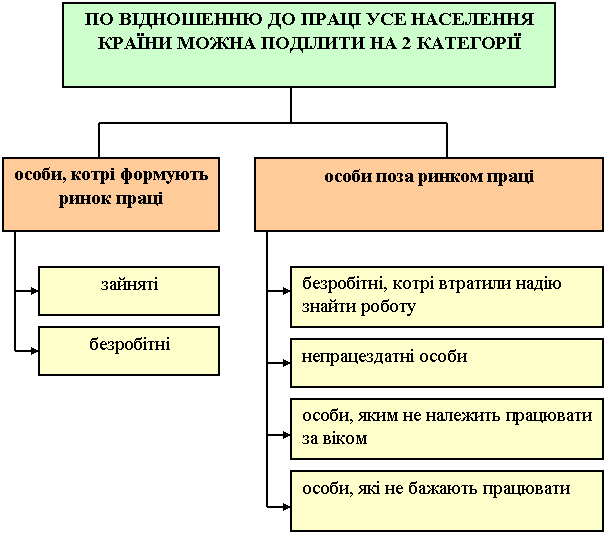 ПО ВІДНОШЕННЮ ДО ПРАЦІ УСЕ НАСЕЛЕННЯ
КРАЇНИ МОЖНА ПОДІЛИТИ НА 2 КАТЕГОРІЇ
особи, котрі формують
ринок праці
зайняті
безробітні
особи поза ринком праці
безробітні, котрі втратили надію
знайти роботу
непрацездатні особи
особи, яким не належить працювати
за віком
особи, які не бажають працювати